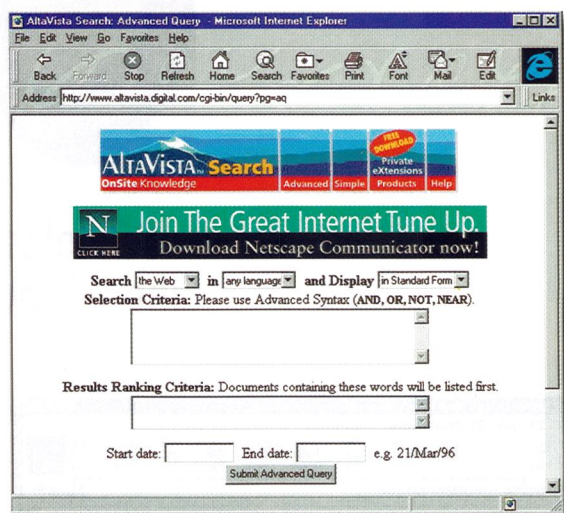 AltaVista Search: Advanced Query - Microsoft Internet Explorer
File Edit View Go Favorites Help
Back Forward Stop Refresh Home Search Favorites Print Font Mail Edit
Address http://www.altavista.digital.com/cgi-bin/query?pg=aq Links
FREE DOWNLOAD
ALTAVISTA™ Search Private eXtensions
OnSite Knowledge Advanced Simple Products Help
N Join The Great Internet Tune Up.
CLICK HERE Download Netscape Communicator now!
Search the Web in any language and Display in Standard Form
Selection Criteria: Please use Advanced Syntax (AND, OR, NOT, NEAR).
Results Ranking Criteria: Documents containing these words will be listed first.
Start date: End date: e.g. 21/Mar/96
Submit Advanced Query